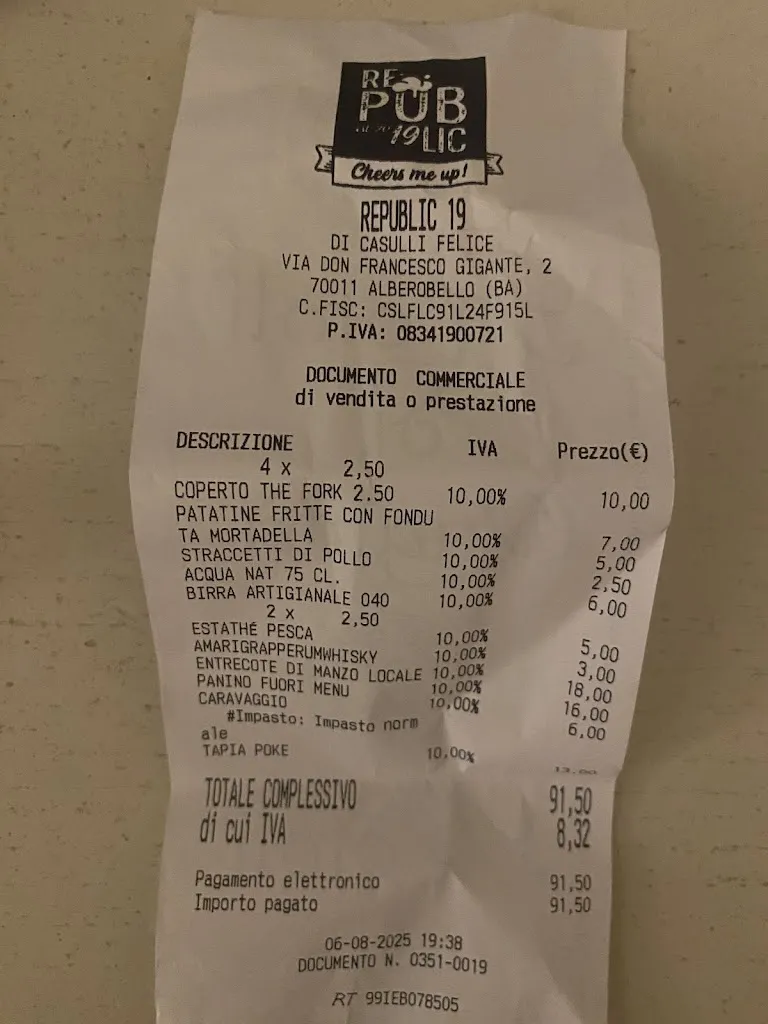 RE
PUB
19 LIC
Cheers me up!
REPUBLIC 19
DI CASULLI FELICE
VIA DON FRANCESCO GIGANTE, 2
70011 ALBEROBELLO (BA)
C.FISC: CSLFLC91L24F915L
P.IVA: 08341900721
DOCUMENTO COMMERCIALE
di vendita o prestazione
DESCRIZIONE IVA Prezzo(€)
4 x 2,50
COPERTO THE FORK 2.50 10,00% 10,00
PATATINE FRITTE CON FONDU
TA MORTADELLA 10,00% 7,00
STRACCETTI DI POLLO 10,00% 5,00
ACQUA NAT 75 CL. 10,00% 2,50
BIRRA ARTIGIANALE 040 10,00% 6,00
2 x 2,50
ESTATHÉ PESCA 10,00% 5,00
AMARIGRAPPERUMWHISKY 10,00% 3,00
ENTRECOTE DI MANZO LOCALE 10,00% 18,00
PANINO FUORI MENU 10,00% 16,00
CARAVAGGIO 10,00% 6,00
#Impasto: Impasto norm
ale
TAPIA POKE 10,00% 13,00
TOTALE COMPLESSIVO 91,50
di cui IVA 8,32
Pagamento elettronico 91,50
Importo pagato 91,50
06-08-2025 19:38
DOCUMENTO N. 0351-0019
RT 99IEB078505